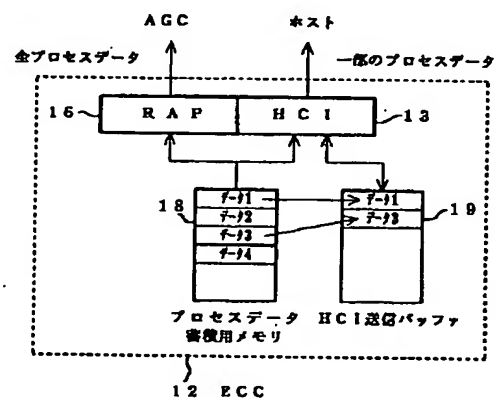 AGC
ホスト
全プロセスデータ
一部のプロセスデータ
16
RAP
HCI
13
18
データ1
データ2
データ3
データ4
データ1
データ3
19
プロセスデータ
蓄積用メモリ
HCI送信バッファ
12 ECC